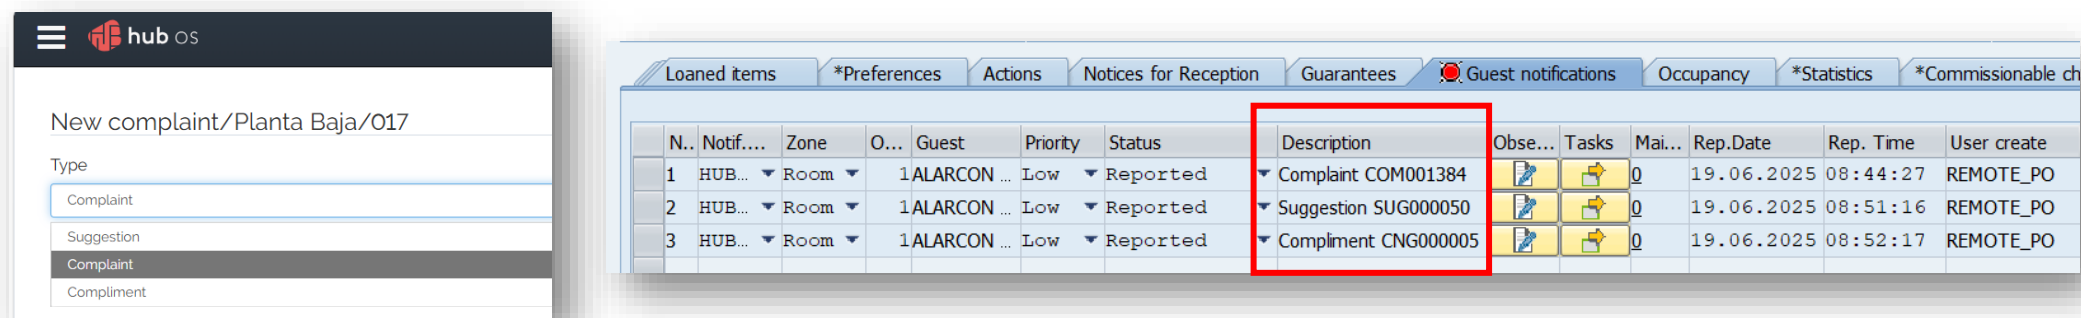 hub os
New complaint/Planta Baja/017
Type
Complaint
Suggestion
Complaint
Compliment
Loaned items *Preferences Actions Notices for Reception Guarantees Guest notifications Occupancy *Statistics *Commissionable ch
N.. Notif.... Zone O... Guest Priority Status Description Obse... Tasks Mai... Rep.Date Rep. Time User create
1 HUB... Room 1 ALARCON ... Low Reported Complaint COM001384 0 19.06.2025 08:44:27 REMOTE_PO
2 HUB... Room 1 ALARCON ... Low Reported Suggestion SUG000050 0 19.06.2025 08:51:16 REMOTE_PO
3 HUB... Room 1 ALARCON ... Low Reported Compliment CNG000005 0 19.06.2025 08:52:17 REMOTE_PO